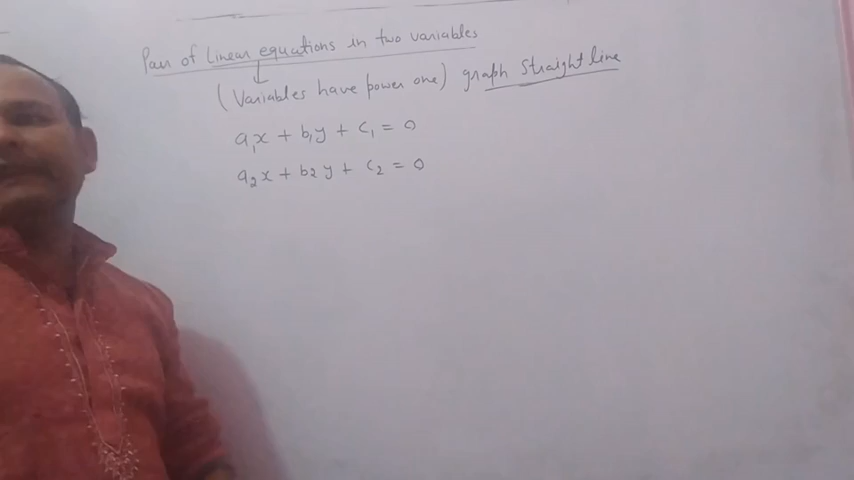 Pair of Linear equations in two variables
(Variables have power one) graph straight line
a₁x + b₁y + c₁ = 0
a₂x + b₂y + c₂ = 0